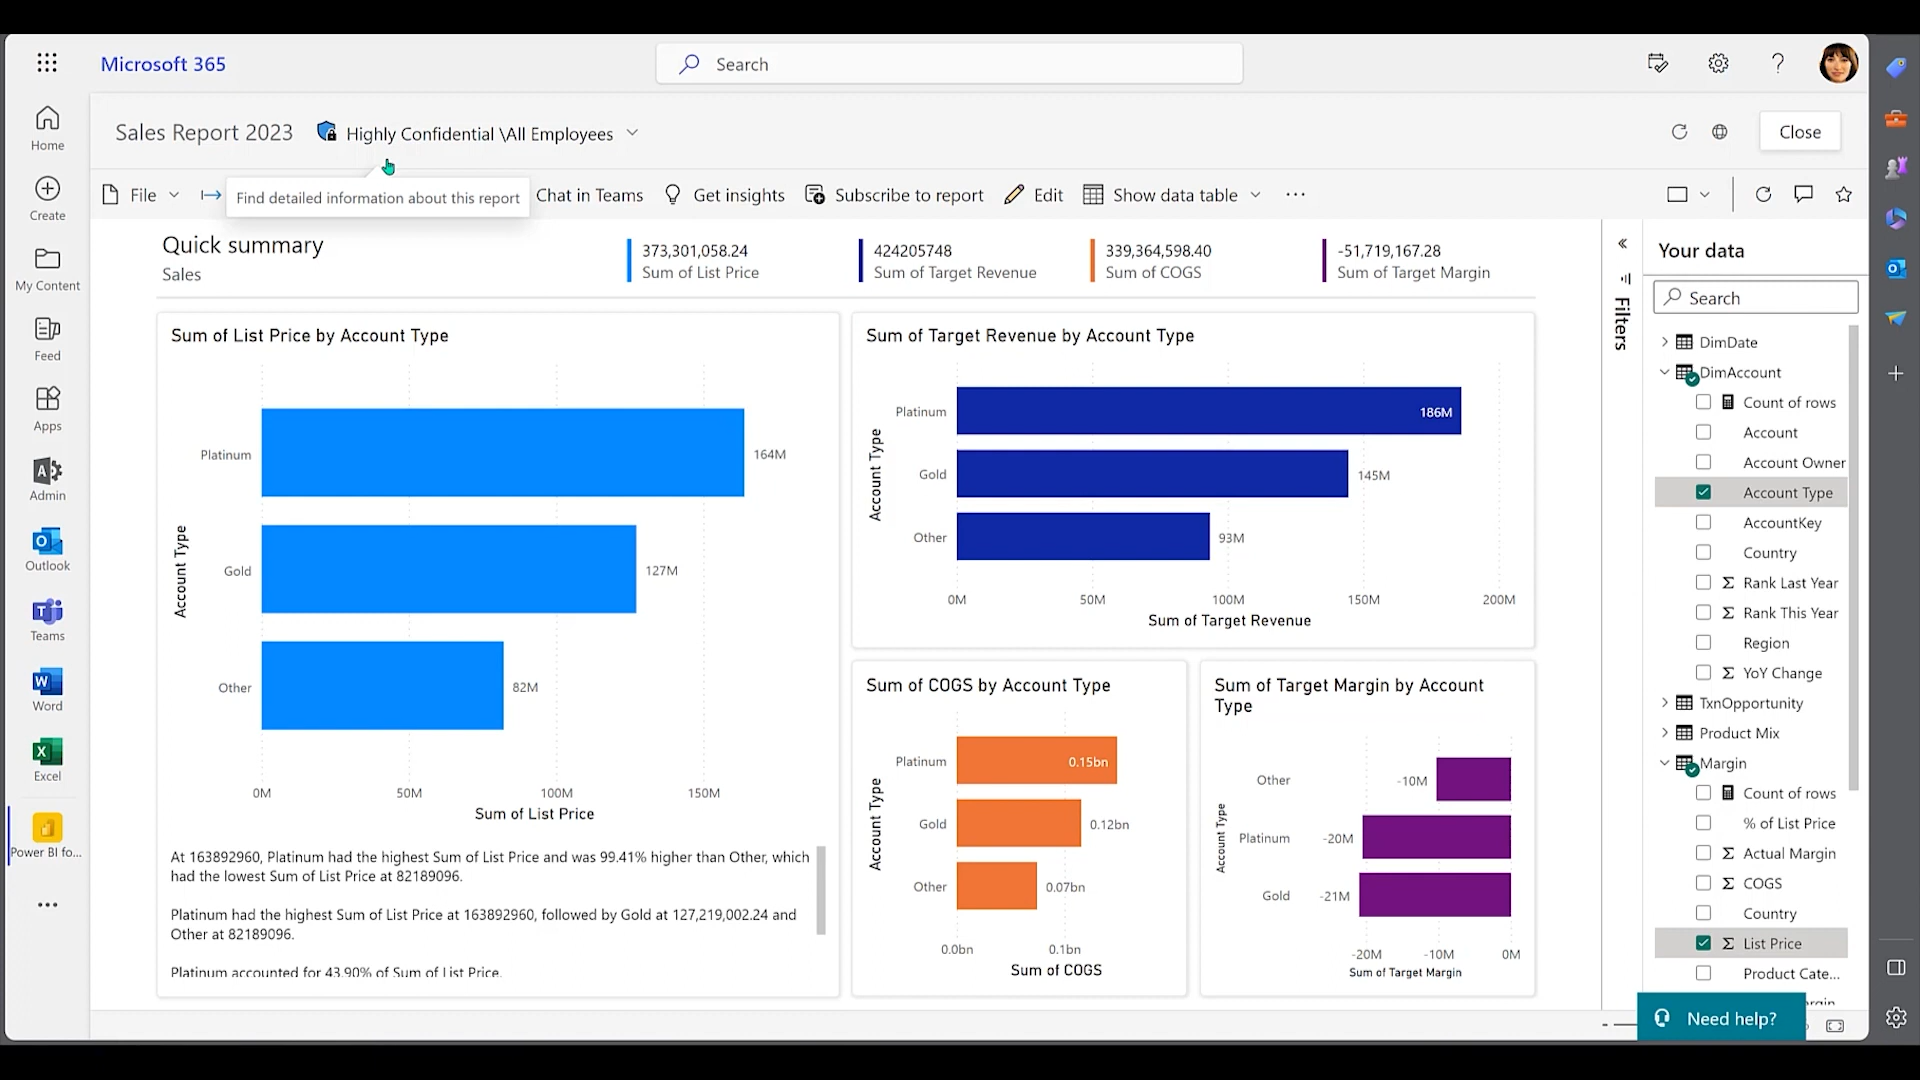 Microsoft 365
Search
Sales Report 2023
Highly Confidential \All Employees
Close
File
Find detailed information about this report
Chat in Teams
Get insights
Subscribe to report
Edit
Show data table
Home
Create
My Content
Feed
Apps
Admin
Outlook
Teams
Word
Excel
Power BI fo...
Quick summary
Sales
373,301,058.24
Sum of List Price
424205748
Sum of Target Revenue
339,364,598.40
Sum of COGS
-51,719,167.28
Sum of Target Margin
Sum of List Price by Account Type
Account Type
Platinum
164M
Gold
127M
Other
82M
0M
50M
100M
150M
Sum of List Price
At 163892960, Platinum had the highest Sum of List Price and was 99.41% higher than Other, which
had the lowest Sum of List Price at 82189096.
Platinum had the highest Sum of List Price at 163892960, followed by Gold at 127,219,002.24 and
Other at 82189096.
Platinum accounted for 43.90% of Sum of List Price.
Sum of Target Revenue by Account Type
Account Type
Platinum
186M
Gold
145M
Other
93M
0M
50M
100M
150M
200M
Sum of Target Revenue
Sum of COGS by Account Type
Account Type
Platinum
0.15bn
Gold
0.12bn
Other
0.07bn
0.0bn
0.1bn
Sum of COGS
Sum of Target Margin by Account
Type
Account Type
Other
-10M
Platinum
-20M
Gold
-21M
-20M
-10M
0M
Sum of Target Margin
Filters
Your data
Search
DimDate
DimAccount
Count of rows
Account
Account Owner
Account Type
AccountKey
Country
Σ Rank Last Year
Σ Rank This Year
Region
Σ YoY Change
TxnOpportunity
Product Mix
Margin
Count of rows
% of List Price
Σ Actual Margin
Σ COGS
Country
Σ List Price
Product Cate...
Need help?